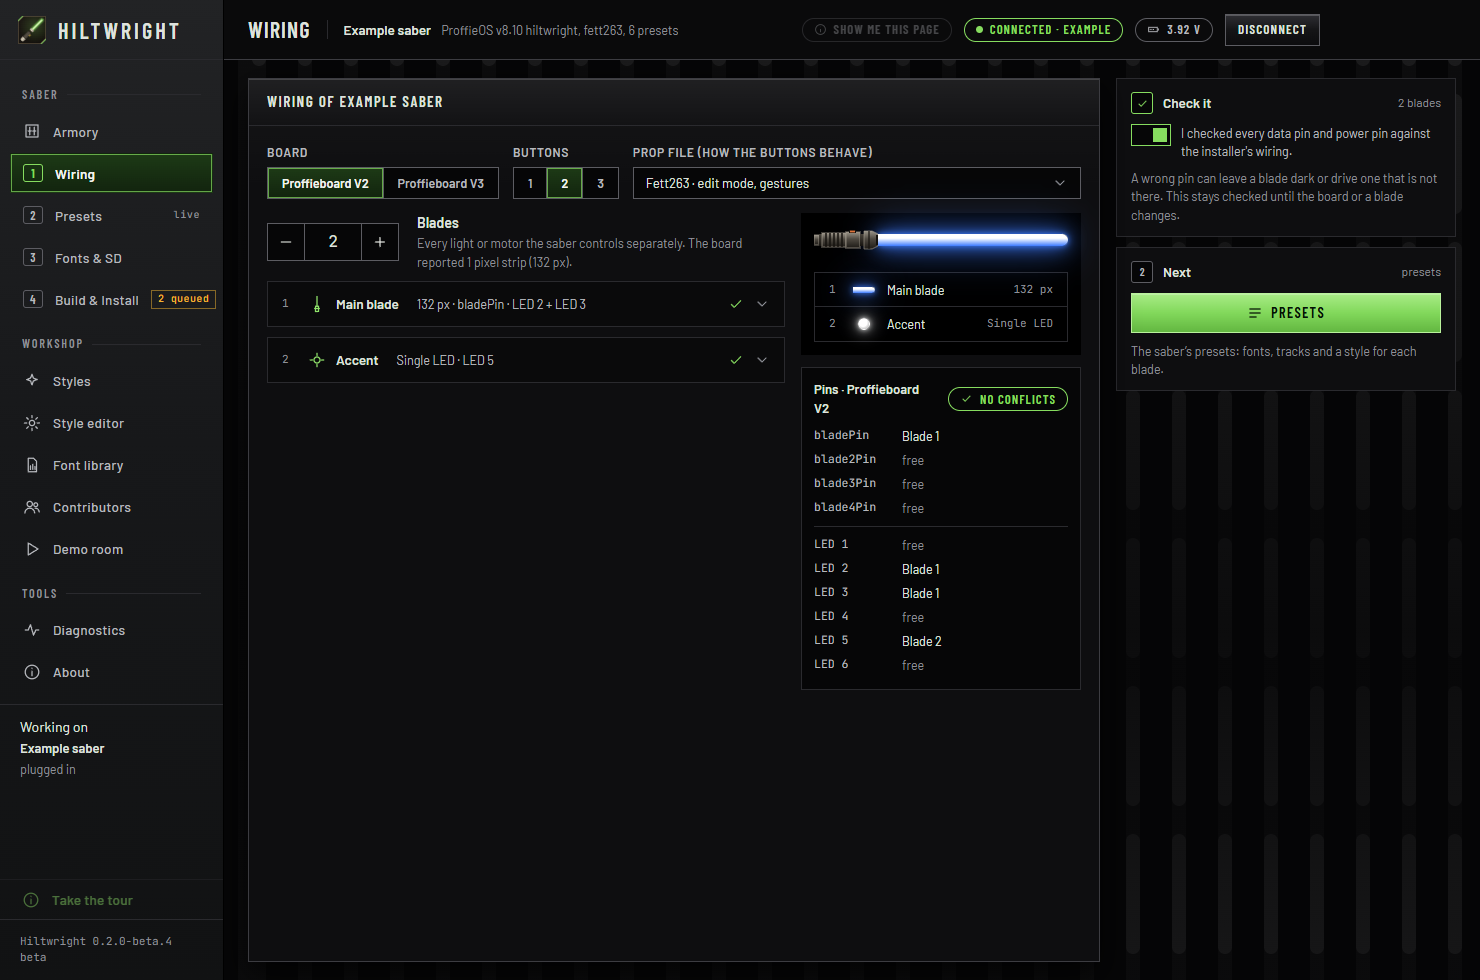 HILTWRIGHT
SABER
Armory
1 Wiring
2 Presets live
3 Fonts & SD
4 Build & Install 2 queued
WORKSHOP
Styles
Style editor
Font library
Contributors
Demo room
TOOLS
Diagnostics
About
Working on
Example saber
plugged in
Take the tour
Hiltwright 0.2.0-beta.4
beta
WIRING Example saber ProffieOS v8.10 hiltwright, fett263, 6 presets
SHOW ME THIS PAGE
CONNECTED · EXAMPLE
3.92 V
DISCONNECT
WIRING OF EXAMPLE SABER
BOARD
Proffieboard V2 Proffieboard V3
BUTTONS
1 2 3
PROP FILE (HOW THE BUTTONS BEHAVE)
Fett263 · edit mode, gestures
− 2 +
Blades
Every light or motor the saber controls separately. The board
reported 1 pixel strip (132 px).
1 Main blade 132 px · bladePin · LED 2 + LED 3
2 Accent Single LED · LED 5
1 Main blade 132 px
2 Accent Single LED
Pins · Proffieboard
V2
NO CONFLICTS
bladePin Blade 1
blade2Pin free
blade3Pin free
blade4Pin free
LED 1 free
LED 2 Blade 1
LED 3 Blade 1
LED 4 free
LED 5 Blade 2
LED 6 free
Check it 2 blades
I checked every data pin and power pin against
the installer's wiring.
A wrong pin can leave a blade dark or drive one that is not
there. This stays checked until the board or a blade
changes.
2 Next presets
PRESETS
The saber's presets: fonts, tracks and a style for each
blade.